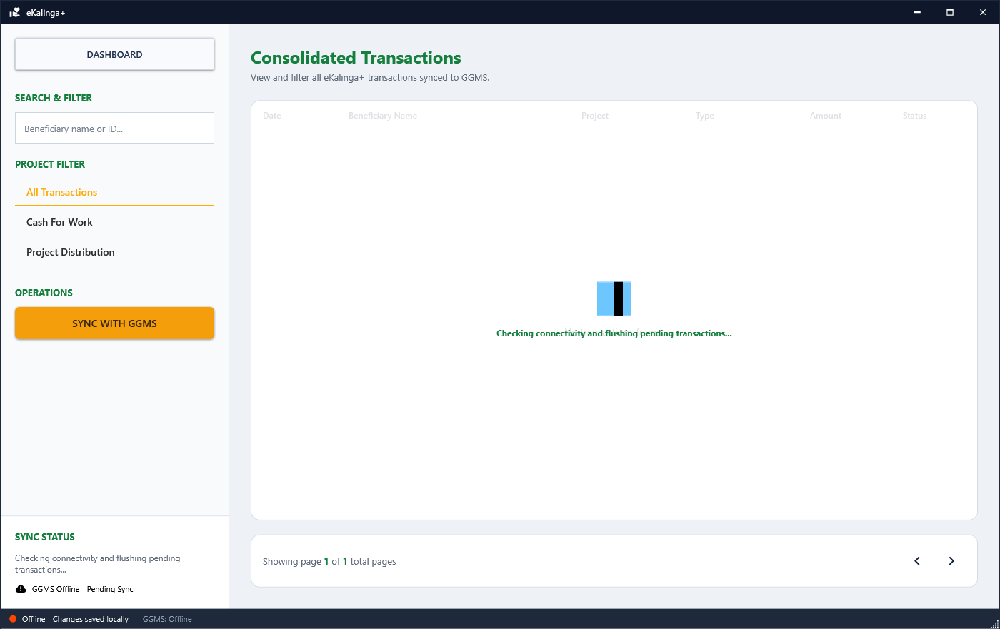 eKalinga+
DASHBOARD
SEARCH & FILTER
Beneficiary name or ID...
PROJECT FILTER
All Transactions
Cash For Work
Project Distribution
OPERATIONS
SYNC WITH GGMS
SYNC STATUS
Checking connectivity and flushing pending
transactions...
GGMS Offline - Pending Sync
Consolidated Transactions
View and filter all eKalinga+ transactions synced to GGMS.
Date Beneficiary Name Project Type Amount Status
Checking connectivity and flushing pending transactions...
Showing page 1 of 1 total pages
Offline - Changes saved locally GGMS: Offline